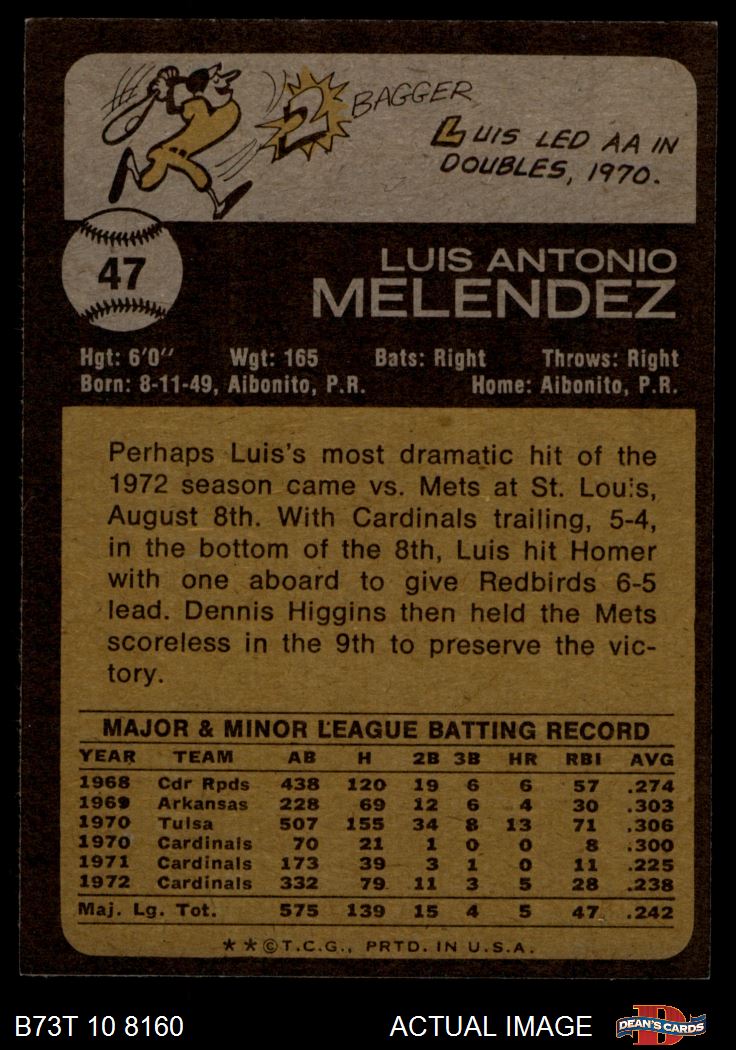 2 BAGGER
LUIS LED AA IN
DOUBLES, 1970.
47
LUIS ANTONIO
MELENDEZ
Hgt: 6'0" Wgt: 165 Bats: Right Throws: Right
Born: 8-11-49, Aibonito, P.R. Home: Aibonito, P.R.
Perhaps Luis's most dramatic hit of the
1972 season came vs. Mets at St. Louis,
August 8th. With Cardinals trailing, 5-4,
in the bottom of the 8th, Luis hit Homer
with one aboard to give Redbirds 6-5
lead. Dennis Higgins then held the Mets
scoreless in the 9th to preserve the vic-
tory.
MAJOR & MINOR LEAGUE BATTING RECORD
YEAR TEAM AB H 2B 3B HR RBI AVG
1968 Cdr Rpds 438 120 19 6 6 57 .274
1969 Arkansas 228 69 12 6 4 30 .303
1970 Tulsa 507 155 34 8 13 71 .306
1970 Cardinals 70 21 1 0 0 8 .300
1971 Cardinals 173 39 3 1 0 11 .225
1972 Cardinals 332 79 11 3 5 28 .238
Maj. Lg. Tot. 575 139 15 4 5 47 .242
* * © T.C.G., PRTD. IN U.S.A.
B73T 10 8160 ACTUAL IMAGE D DEAN'S CARDS